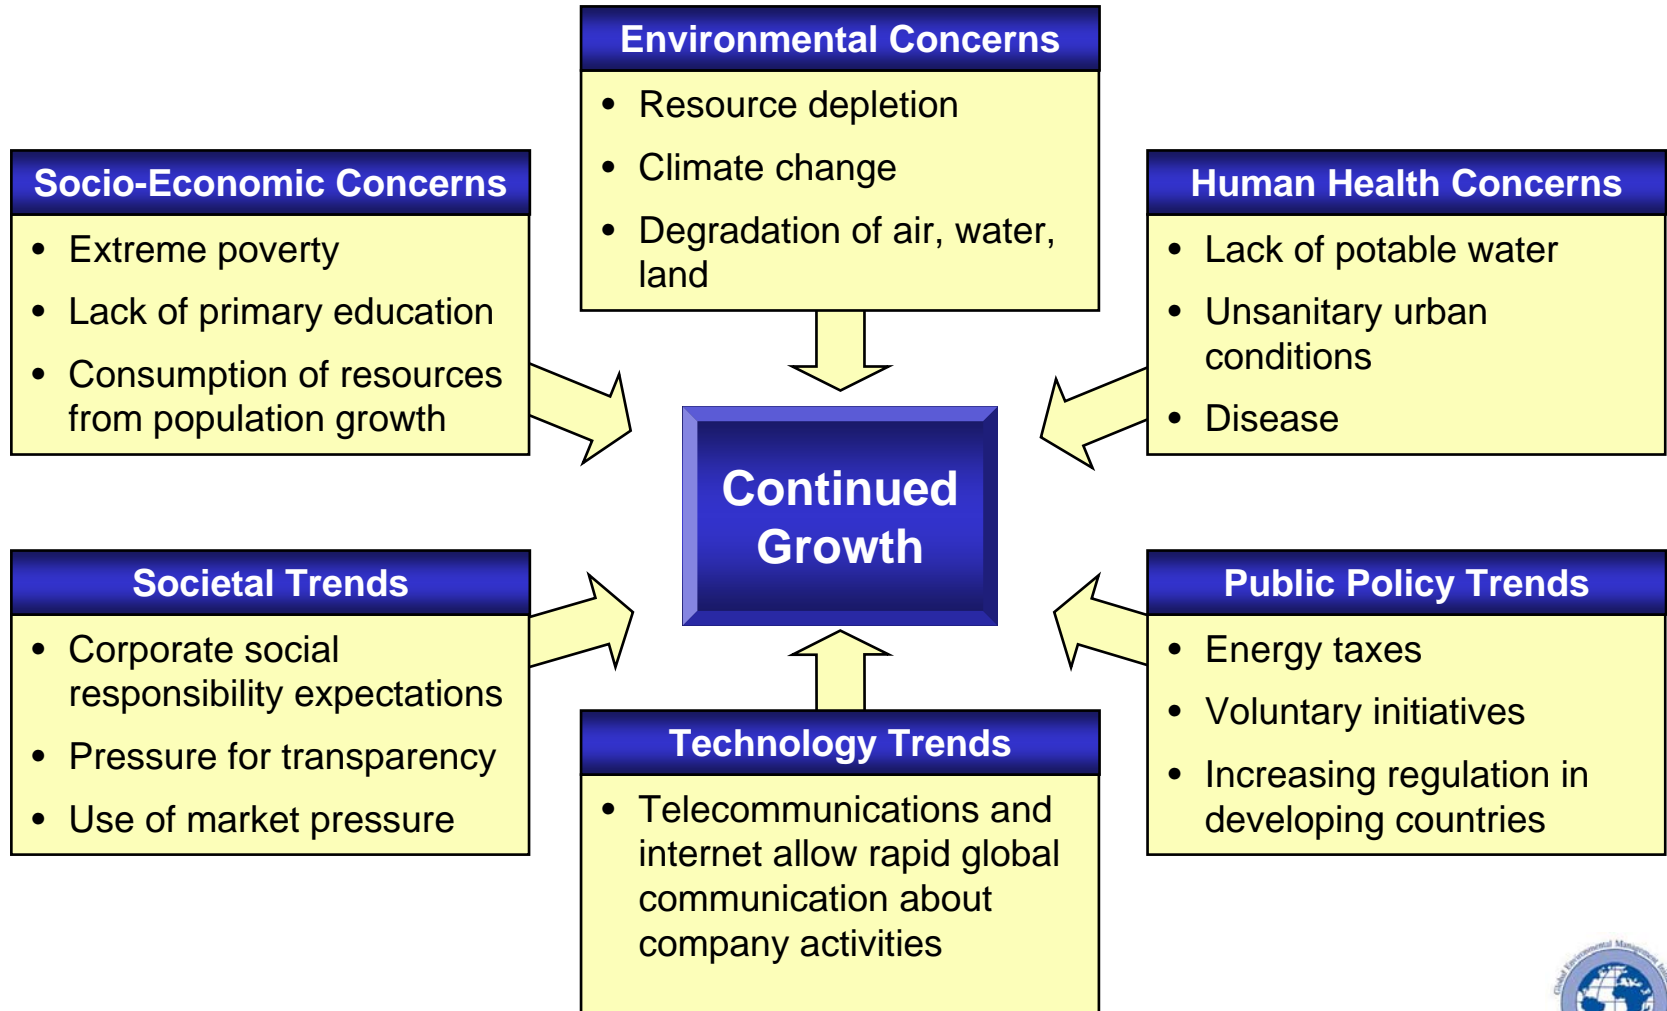 Environmental Concerns
• Resource depletion
• Climate change
• Degradation of air, water,
land
Socio-Economic Concerns
• Extreme poverty
• Lack of primary education
• Consumption of resources
from population growth
Human Health Concerns
• Lack of potable water
• Unsanitary urban
conditions
• Disease
Continued
Growth
Societal Trends
• Corporate social
responsibility expectations
• Pressure for transparency
• Use of market pressure
Technology Trends
• Telecommunications and
internet allow rapid global
communication about
company activities
Public Policy Trends
• Energy taxes
• Voluntary initiatives
• Increasing regulation in
developing countries
Global Environmental Management